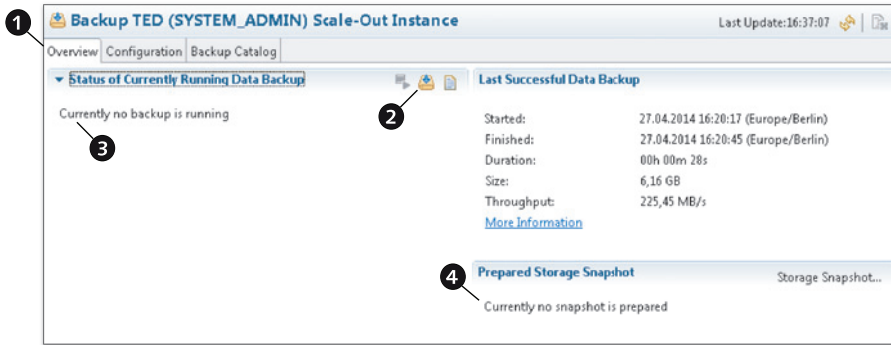 Backup TED (SYSTEM_ADMIN) Scale-Out Instance
Last Update:16:37:07
1
Overview Configuration Backup Catalog
Status of Currently Running Data Backup
Last Successful Data Backup
2
Currently no backup is running
3
Started: 27.04.2014 16:20:17 (Europe/Berlin)
Finished: 27.04.2014 16:20:45 (Europe/Berlin)
Duration: 00h 00m 28s
Size: 6,16 GB
Throughput: 225,45 MB/s
More Information
4
Prepared Storage Snapshot
Storage Snapshot...
Currently no snapshot is prepared